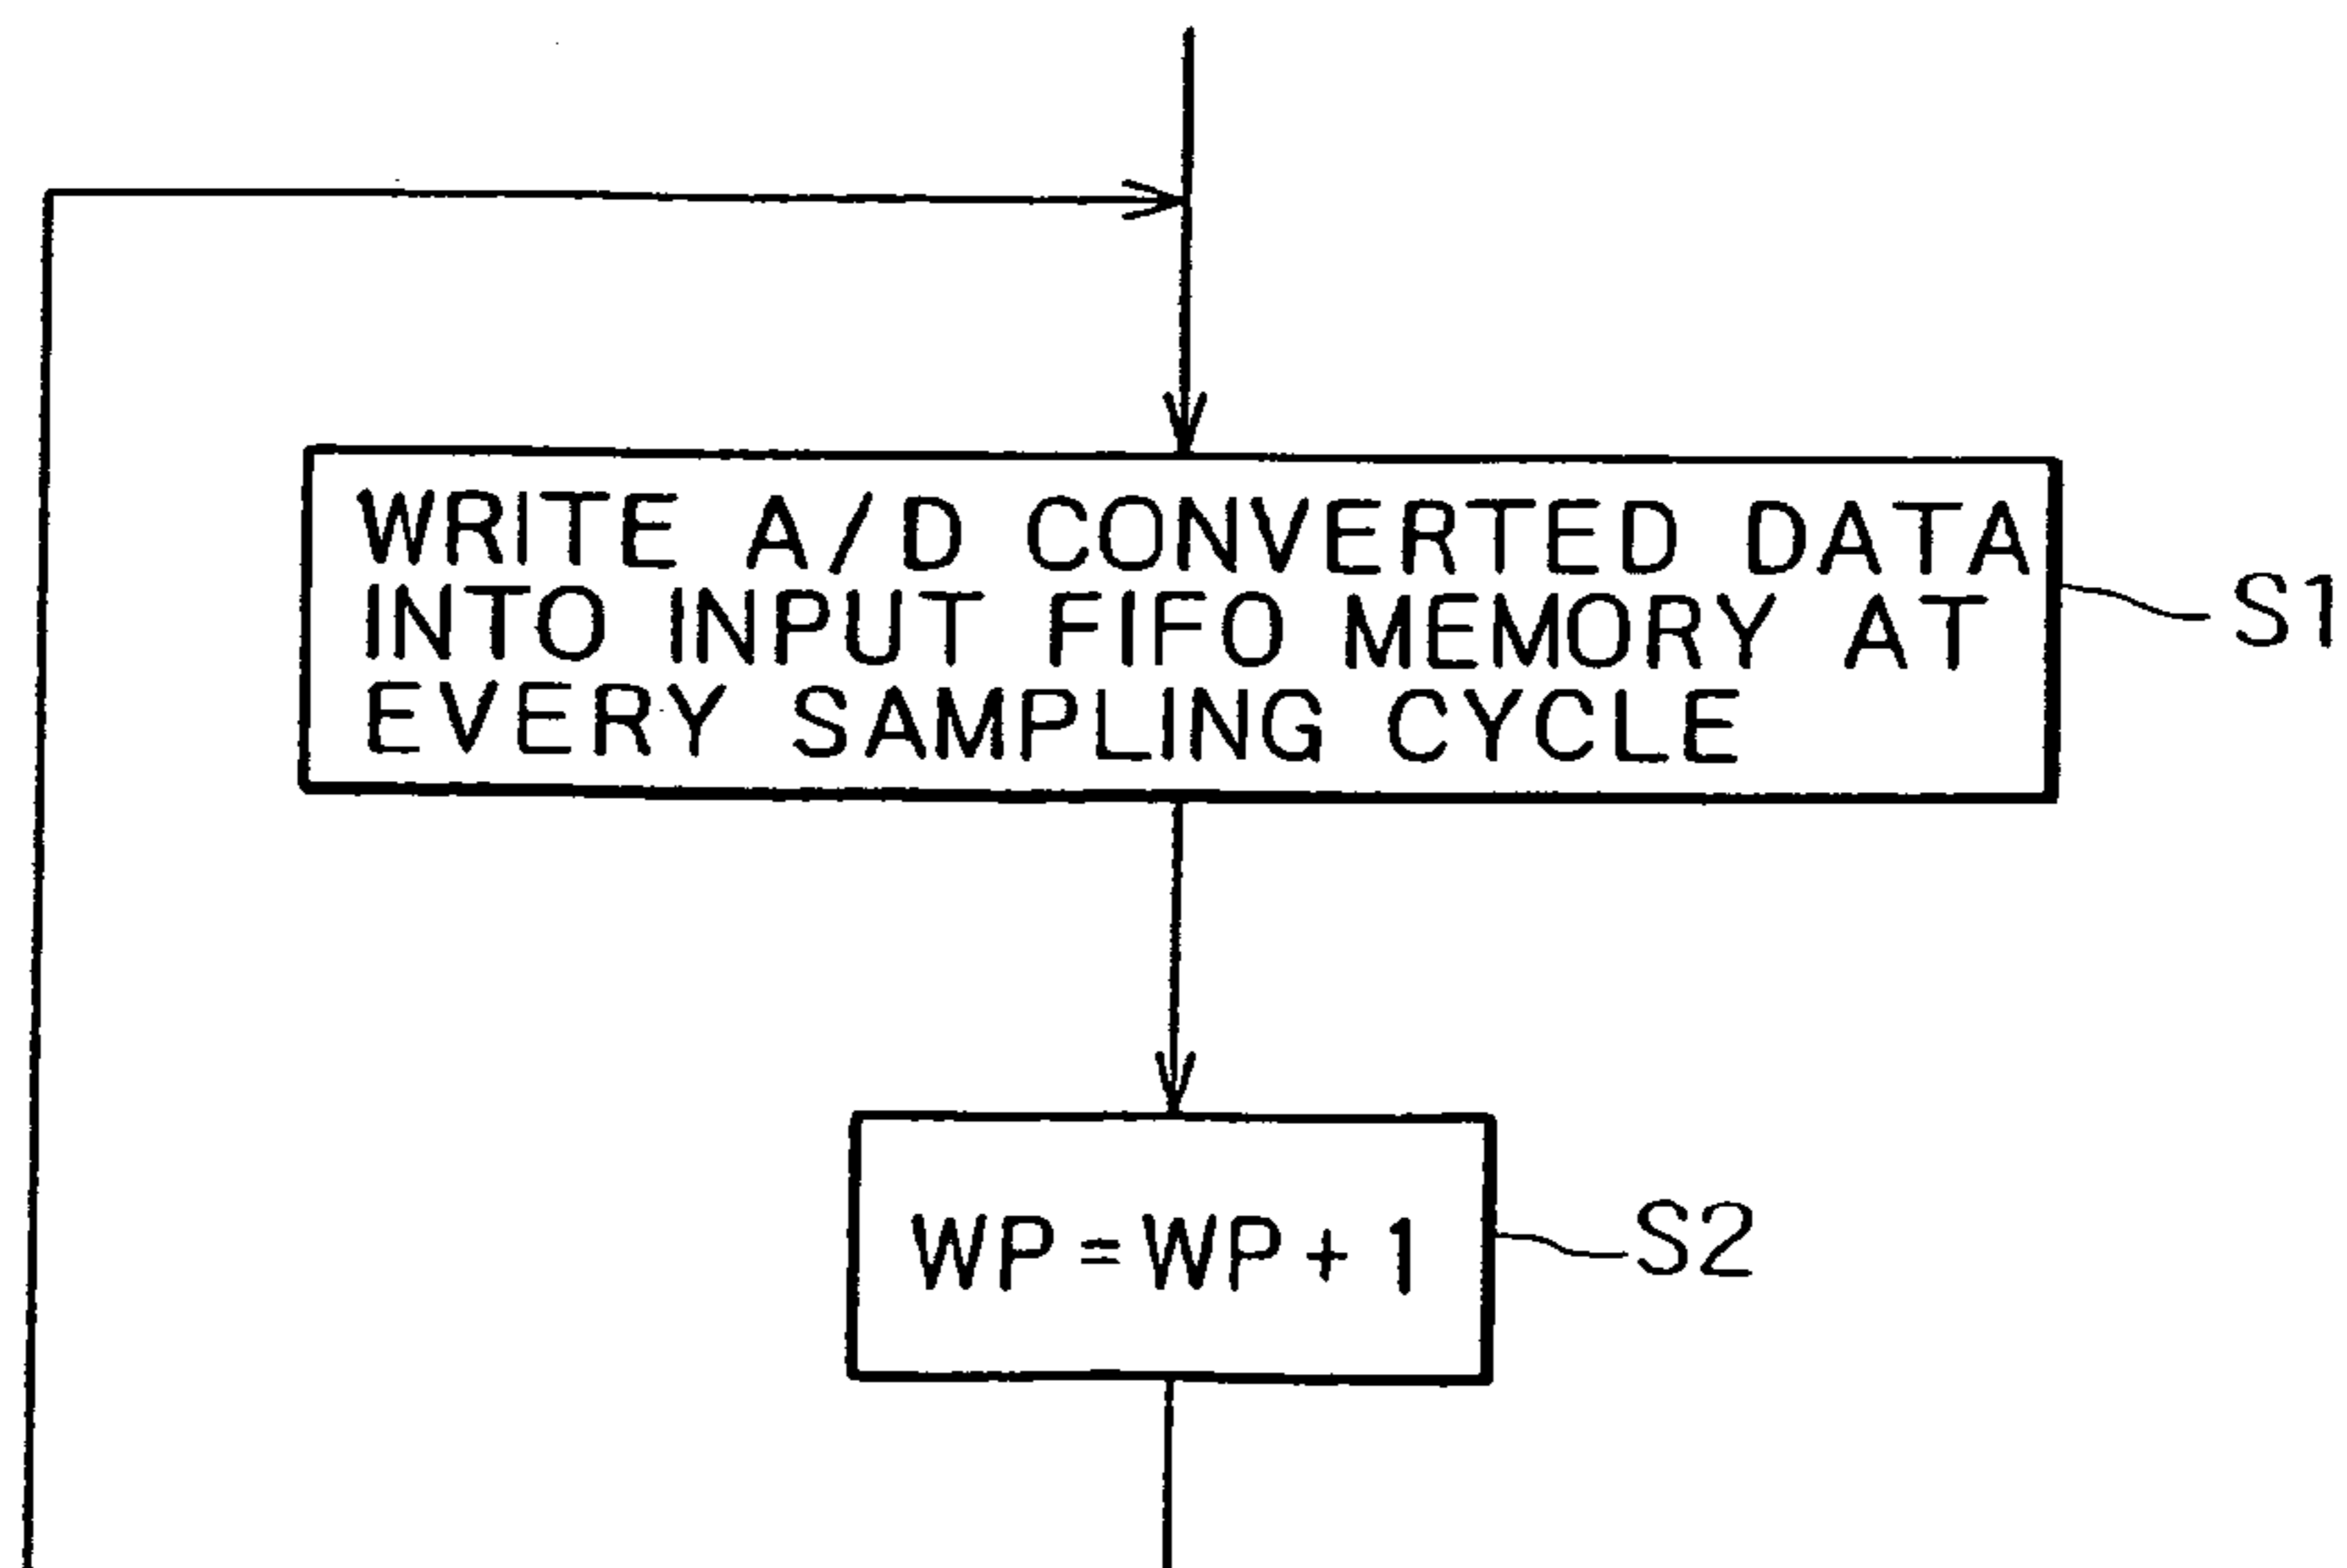 WRITE A/D CONVERTED DATA
INTO INPUT FIFO MEMORY AT
EVERY SAMPLING CYCLE
S1
WP=WP+1
S2